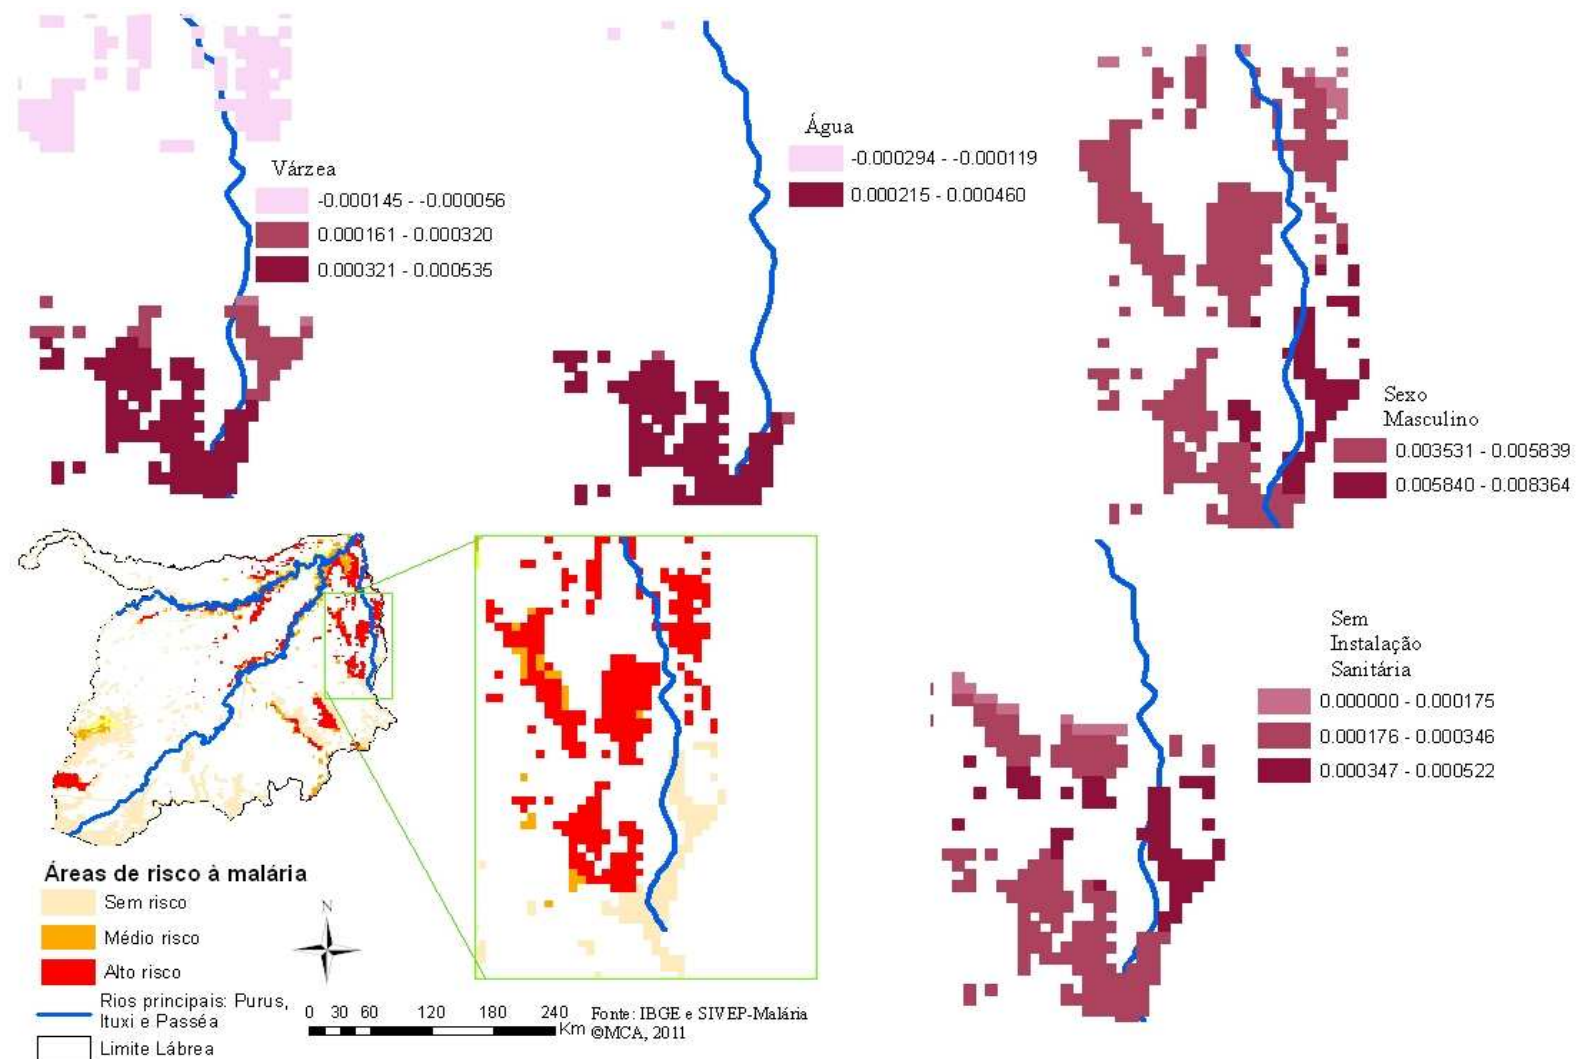 Várzea
-0.000145 - -0.000056
0.000161 - 0.000320
0.000321 - 0.000535
Água
-0.000294 - -0.000119
0.000215 - 0.000460
Sexo
Masculino
0.003531 - 0.005839
0.005840 - 0.008364
Sem
Instalação
Sanitária
0.000000 - 0.000175
0.000176 - 0.000346
0.000347 - 0.000522
Áreas de risco à malária
Sem risco
Médio risco
Alto risco
Rios principais: Purus,
Ituxi e Passéa
Limite Lábrea
N
0 30 60 120 180 240
Km
Fonte: IBGE e SIVEP-Malária
©MCA, 2011